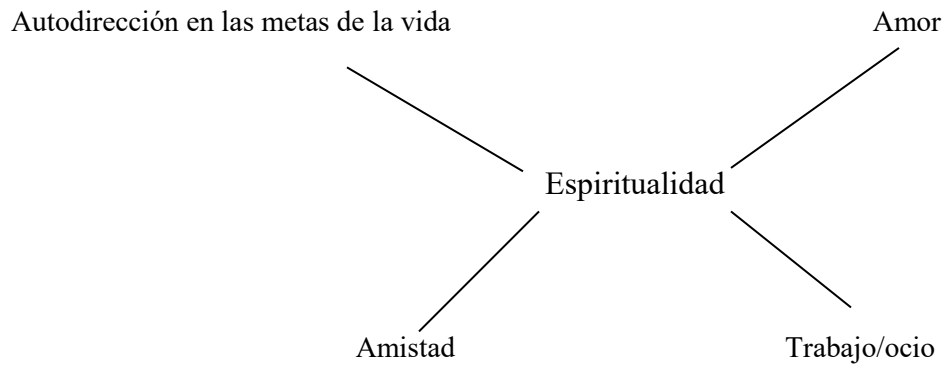 Autodirección en las metas de la vida
Amor
Espiritualidad
Amistad
Trabajo/ocio